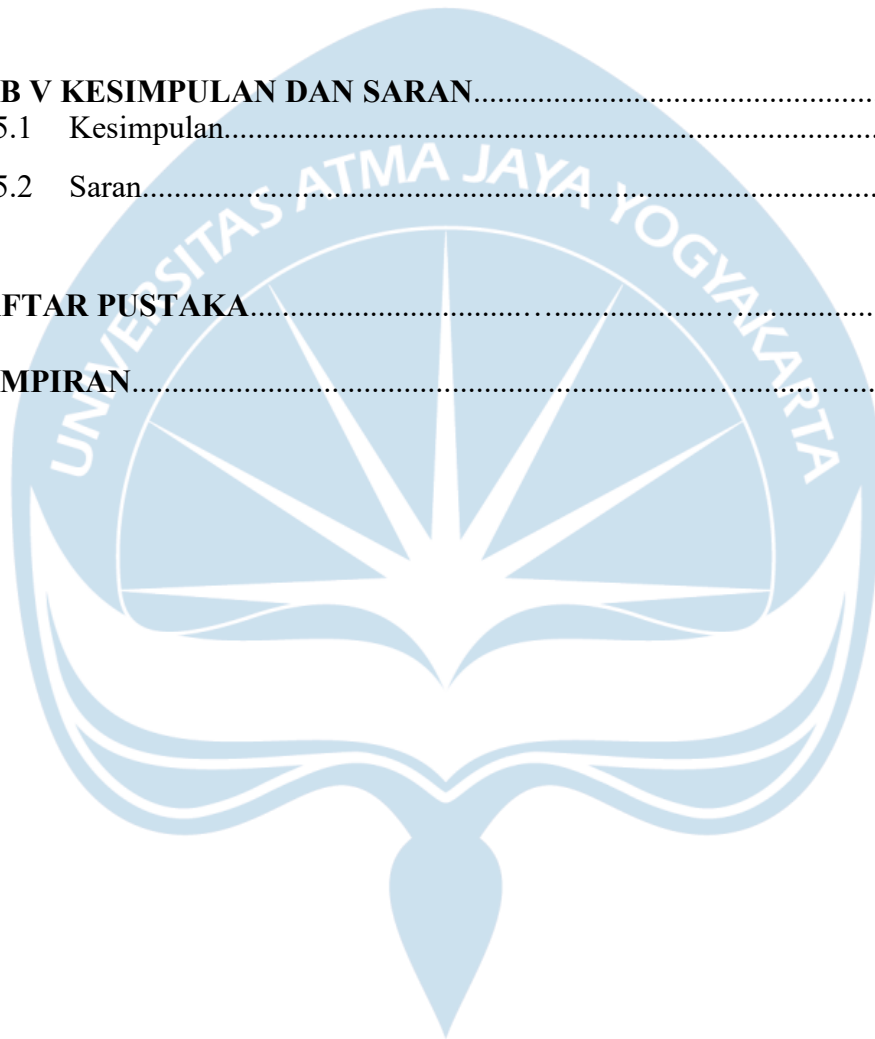 B V KESIMPULAN DAN SARAN
5.1 Kesimpulan
5.2 Saran
FTAR PUSTAKA
MPIRAN
UNIVERSITAS ATMA JAYA YOGYAKARTA